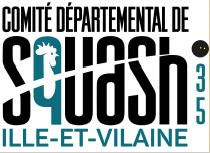 COMITÉ DÉPARTEMENTAL DE
SQUASH
35
ILLE-ET-VILAINE